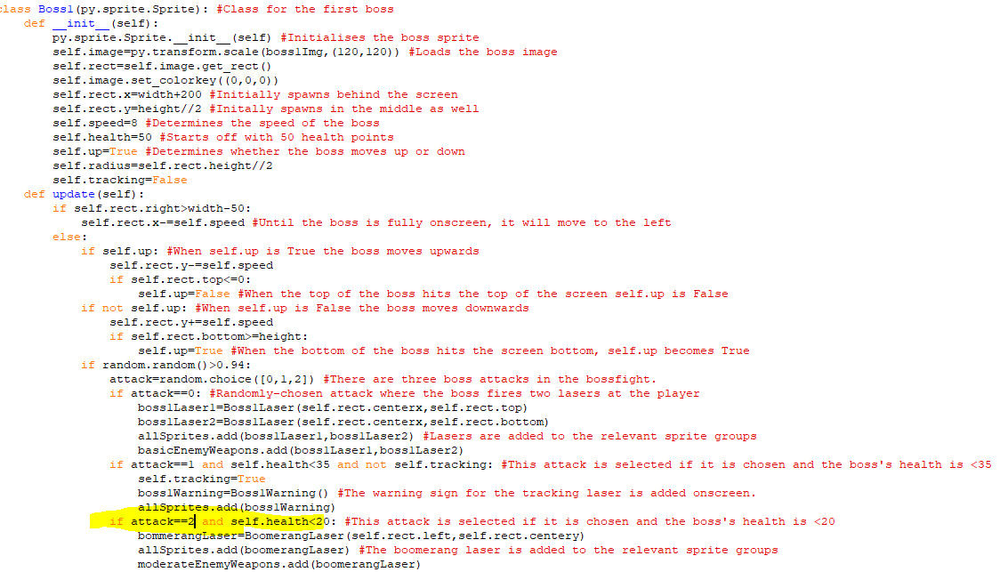 class Boss1(py.sprite.Sprite): #Class for the first boss
    def __init__(self):
        py.sprite.Sprite.__init__(self) #Initialises the boss sprite
        self.image=py.transform.scale(boss1Img,(120,120)) #Loads the boss image
        self.rect=self.image.get_rect()
        self.image.set_colorkey((0,0,0))
        self.rect.x=width+200 #Initially spawns behind the screen
        self.rect.y=height//2 #Initally spawns in the middle as well
        self.speed=8 #Determines the speed of the boss
        self.health=50 #Starts off with 50 health points
        self.up=True #Determines whether the boss moves up or down
        self.radius=self.rect.height//2
        self.tracking=False
    def update(self):
        if self.rect.right>width-50:
            self.rect.x-=self.speed #Until the boss is fully onscreen, it will move to the left
        else:
            if self.up: #When self.up is True the boss moves upwards
                self.rect.y-=self.speed
                if self.rect.top<=0:
                    self.up=False #When the top of the boss hits the top of the screen self.up is False
            if not self.up: #When self.up is False the boss moves downwards
                self.rect.y+=self.speed
                if self.rect.bottom>=height:
                    self.up=True #When the bottom of the boss hits the screen bottom, self.up becomes True
            if random.random()>0.94:
                attack=random.choice([0,1,2]) #There are three boss attacks in the bossfight.
                if attack==0: #Randomly-chosen attack where the boss fires two lasers at the player
                    boss1Laser1=Boss1Laser(self.rect.centerx,self.rect.top)
                    boss1Laser2=Boss1Laser(self.rect.centerx,self.rect.bottom)
                    allSprites.add(boss1Laser1,boss1Laser2) #Lasers are added to the relevant sprite groups
                    basicEnemyWeapons.add(boss1Laser1,boss1Laser2)
                if attack==1 and self.health<35 and not self.tracking: #This attack is selected if it is chosen and the boss's health is <35
                    self.tracking=True
                    boss1Warning=Boss1Warning() #The warning sign for the tracking laser is added onscreen.
                    allSprites.add(boss1Warning)
                if attack==2 and self.health<20: #This attack is selected if it is chosen and the boss's health is <20
                    bommerangLaser=BoomerangLaser(self.rect.left,self.rect.centery)
                    allSprites.add(boomerangLaser) #The boomerang laser is added to the relevant sprite groups
                    moderateEnemyWeapons.add(boomerangLaser)